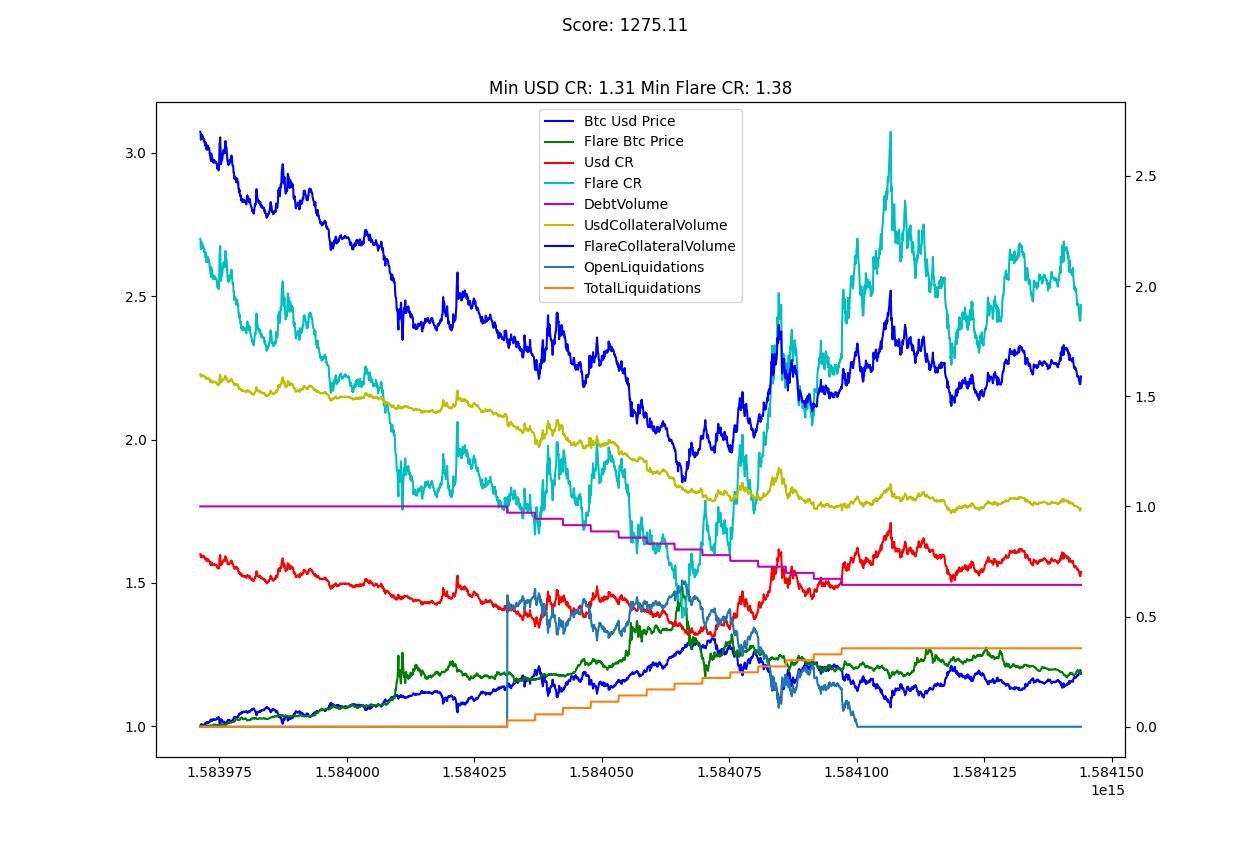 Score: 1275.11
Min USD CR: 1.31 Min Flare CR: 1.38
Btc Usd Price
Flare Btc Price
Usd CR
Flare CR
DebtVolume
UsdCollateralVolume
FlareCollateralVolume
OpenLiquidations
TotalLiquidations
3.0
2.5
2.0
1.5
1.0
2.5
2.0
1.5
1.0
0.5
0.0
1.583975 1.584000 1.584025 1.584050 1.584075 1.584100 1.584125 1.584150
1e15